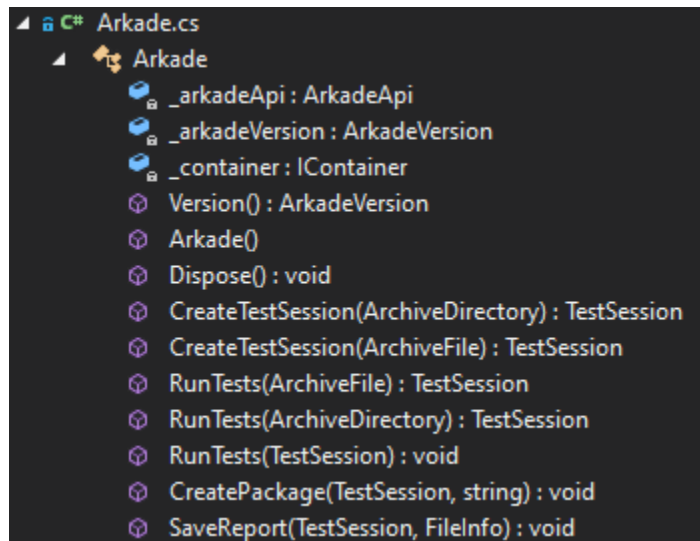 C# Arkade.cs
Arkade
_arkadeApi : ArkadeApi
_arkadeVersion : ArkadeVersion
_container : IContainer
Version() : ArkadeVersion
Arkade()
Dispose() : void
CreateTestSession(ArchiveDirectory) : TestSession
CreateTestSession(ArchiveFile) : TestSession
RunTests(ArchiveFile) : TestSession
RunTests(ArchiveDirectory) : TestSession
RunTests(TestSession) : void
CreatePackage(TestSession, string) : void
SaveReport(TestSession, FileInfo) : void